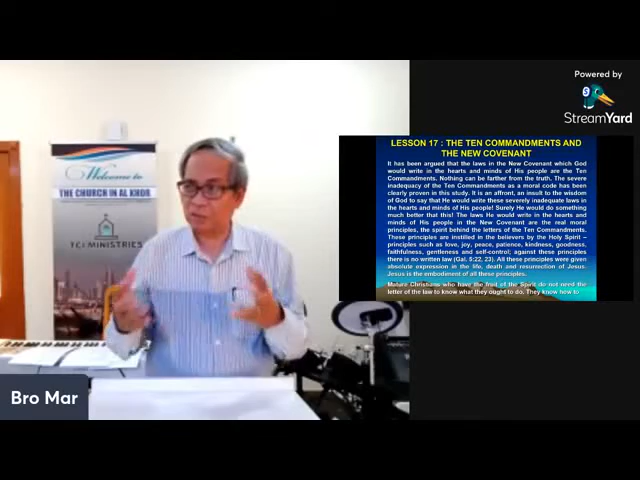 Powered by
StreamYard
Welcome to
THE CHURCH IN AL KHOR
TCI MINISTRIES
Bro Mar
LESSON 17 : THE TEN COMMANDMENTS AND
THE NEW COVENANT
It has been argued that the laws in the New Covenant which God
would write in the hearts and minds of His people are the Ten
Commandments. Nothing can be farther from the truth. The severe
inadequacy of the Ten Commandments as a moral code has been
clearly proven in this study. It is an affront, an insult to the wisdom
of God to say that He would write these severely inadequate laws in
the hearts and minds of His people! Surely He would do something
much better that this! The laws He would write in the hearts and
minds of His people in the New Covenant are the real moral
principles, the spirit behind the letters of the Ten Commandments.
These principles are instilled in the believers by the Holy Spirit –
principles such as love, joy, peace, patience, kindness, goodness,
faithfulness, gentleness and self-control; against these principles
there is no written law (Gal. 5:22, 23). All these principles were given
absolute expression in the life, death and resurrection of Jesus.
Jesus is the embodiment of all these principles.
Mature Christians who have the fruit of the Spirit do not need the
letter of the law to know what they ought to do. They know how to